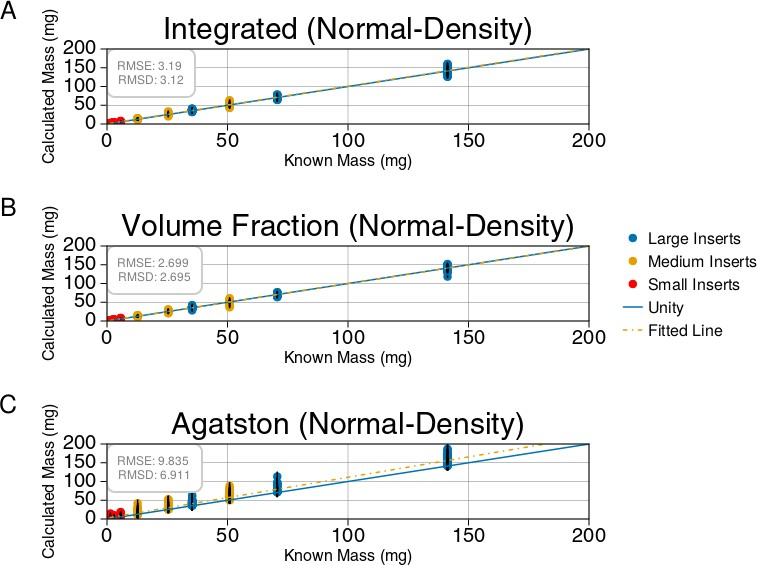 A
Integrated (Normal-Density)
Calculated Mass (mg)
200
150
100
50
0
RMSE: 3.19
RMSD: 3.12
0 50 100 150 200
Known Mass (mg)
B
Volume Fraction (Normal-Density)
Calculated Mass (mg)
200
150
100
50
0
RMSE: 2.699
RMSD: 2.695
0 50 100 150 200
Known Mass (mg)
Large Inserts
Medium Inserts
Small Inserts
Unity
Fitted Line
C
Agatston (Normal-Density)
Calculated Mass (mg)
200
150
100
50
0
RMSE: 9.835
RMSD: 6.911
0 50 100 150 200
Known Mass (mg)